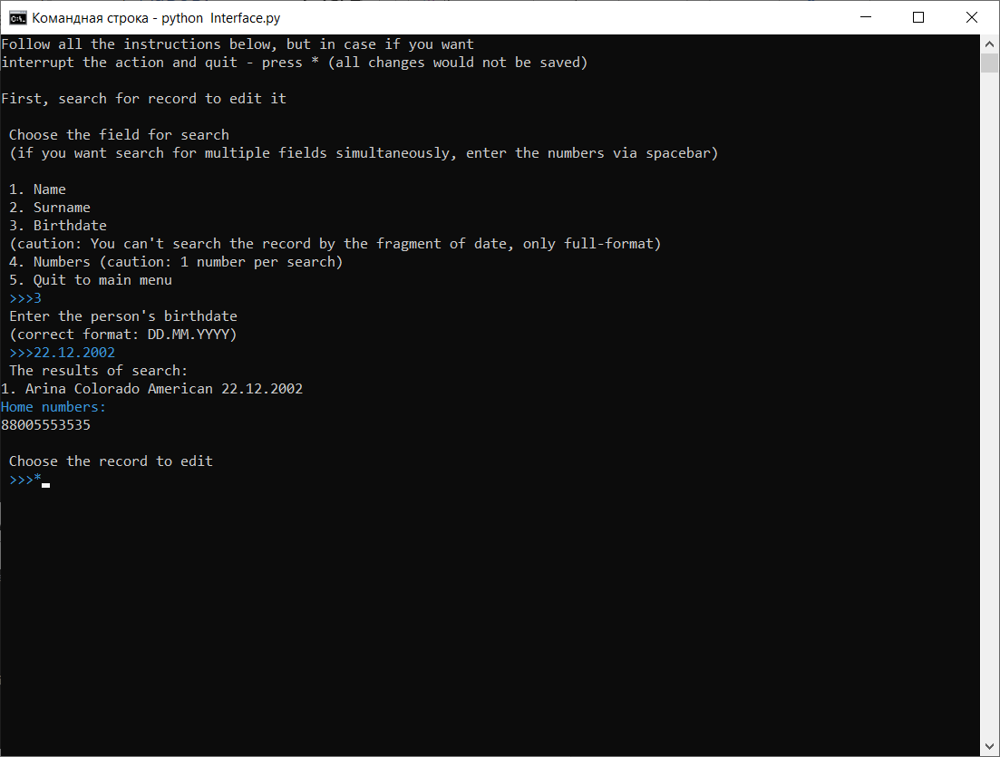 Командная строка - python  Interface.py
Follow all the instructions below, but in case if you want
interrupt the action and quit - press * (all changes would not be saved)
First, search for record to edit it
Choose the field for search
(if you want search for multiple fields simultaneously, enter the numbers via spacebar)
1. Name
2. Surname
3. Birthdate
(caution: You can't search the record by the fragment of date, only full-format)
4. Numbers (caution: 1 number per search)
5. Quit to main menu
>>>3
Enter the person's birthdate
(correct format: DD.MM.YYYY)
>>>22.12.2002
The results of search:
1. Arina Colorado American 22.12.2002
Home numbers:
88005553535
Choose the record to edit
>>>*